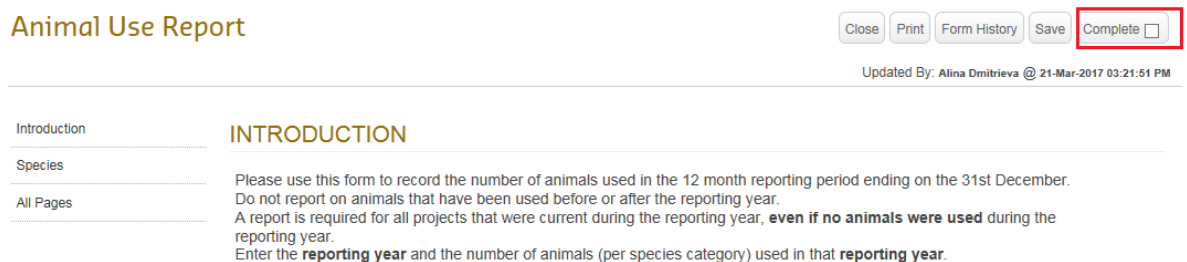 Animal Use Report
Close Print Form History Save Complete
Updated By: Alina Dmitrieva @ 21-Mar-2017 03:21:51 PM
Introduction
Species
All Pages
INTRODUCTION
Please use this form to record the number of animals used in the 12 month reporting period ending on the 31st December.
Do not report on animals that have been used before or after the reporting year.
A report is required for all projects that were current during the reporting year, even if no animals were used during the
reporting year.
Enter the reporting year and the number of animals (per species category) used in that reporting year.